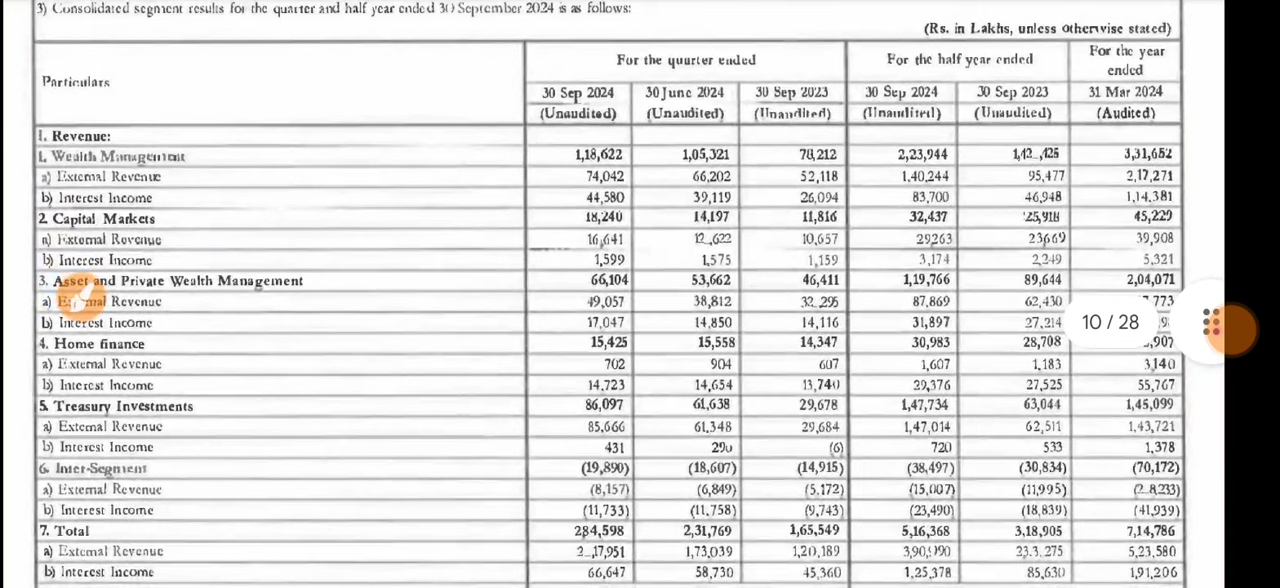 3) Consolidated segment results for the quarter and half year ended 30 September 2024 is as follows:
(Rs. in Lakhs, unless otherwise stated)
Particulars For the quarter ended For the half year ended For the year ended
30 Sep 2024 30 June 2024 30 Sep 2023 30 Sep 2024 30 Sep 2023 31 Mar 2024
(Unaudited) (Unaudited) (Unaudited) (Unaudited) (Unaudited) (Audited)
1. Revenue:
1. Wealth Management 1,18,622 1,05,321 78,212 2,23,944 3,31,652
a) External Revenue 74,042 66,202 52,118 1,40,244 95,477 2,17,271
b) Interest Income 44,580 39,119 26,094 83,700 46,948 1,14,381
2. Capital Markets 18,240 14,197 11,816 32,437 25,918 45,229
a) External Revenue 16,641 12,622 10,657 29263 23669 39,908
b) Interest Income 1,599 1,575 1,159 3,174 2,249 5,321
3. Asset and Private Wealth Management 66,104 53,662 46,411 1,19,766 89,644 2,04,071
a) Revenue 49,057 38,812 32,295 87,869 62,430 773
b) Interest Income 17,047 14,850 14,116 31,897 27,214
10 / 28
4. Home finance 15,425 15,558 14,347 30,983 28,708 ,907
a) External Revenue 702 904 607 1,607 1,183 3,140
b) Interest Income 14,723 14,654 13,740 29,376 27,525 55,767
5. Treasury Investments 86,097 61,638 29,678 1,47,734 63,044 1,45,099
a) External Revenue 85,666 61,348 29,684 1,47,014 62,511 1,43,721
b) Interest Income 431 290 (6) 720 533 1,378
6. Inter-Segment (19,890) (18,607) (14,915) (38,497) (30,834) (70,172)
a) External Revenue (8,157) (6,849) (5,172) (15,007) (11,995) (28,233)
b) Interest Income (11,733) (11,758) (9,743) (23,490) (18,839) (41,939)
7. Total 284,598 2,31,769 1,65,549 5,16,368 3,18,905 7,14,786
a) External Revenue 2,17,951 1,73,039 1,20,189 3,90,990 23,3,275 5,23,580
b) Interest Income 66,647 58,730 45,360 1,25,378 85,630 1,91,206